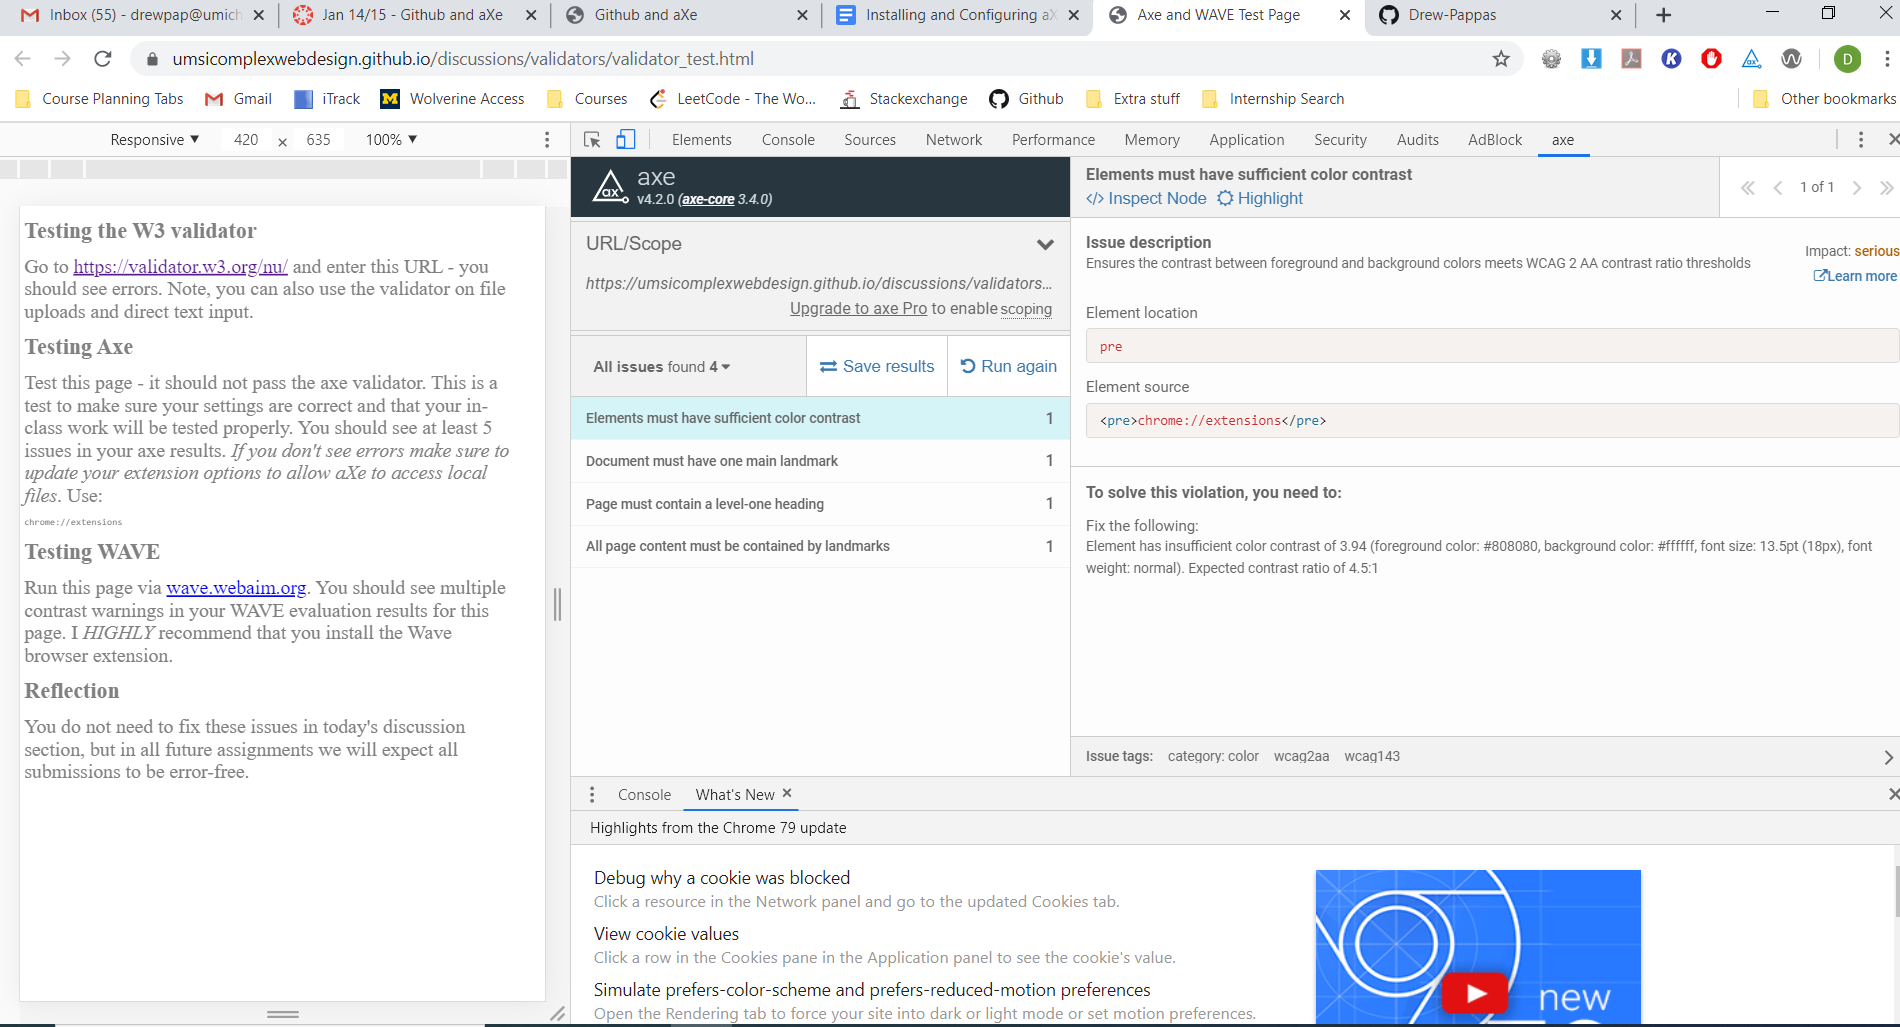 Inbox (55) - drewpap@umich
Jan 14/15 - Github and aXe
Github and aXe
Installing and Configuring aX
Axe and WAVE Test Page
Drew-Pappas
umsicomplexwebdesign.github.io/discussions/validators/validator_test.html
D
Course Planning Tabs
Gmail
iTrack
Wolverine Access
Courses
LeetCode - The Wo...
Stackexchange
Github
Extra stuff
Internship Search
Other bookmarks
Responsive ▼ 420 x 635 100% ▼
Testing the W3 validator
Go to https://validator.w3.org/nu/ and enter this URL - you
should see errors. Note, you can also use the validator on file
uploads and direct text input.
Testing Axe
Test this page - it should not pass the axe validator. This is a
test to make sure your settings are correct and that your in-
class work will be tested properly. You should see at least 5
issues in your axe results. If you don't see errors make sure to
update your extension options to allow aXe to access local
files. Use:
chrome://extensions
Testing WAVE
Run this page via wave.webaim.org. You should see multiple
contrast warnings in your WAVE evaluation results for this
page. I HIGHLY recommend that you install the Wave
browser extension.
Reflection
You do not need to fix these issues in today's discussion
section, but in all future assignments we will expect all
submissions to be error-free.
Elements Console Sources Network Performance Memory Application Security Audits AdBlock axe
ax
axe
v4.2.0 (axe-core 3.4.0)
URL/Scope
https://umsicomplexwebdesign.github.io/discussions/validators...
Upgrade to axe Pro to enable scoping
All issues found 4
Save results
Run again
Elements must have sufficient color contrast 1
Document must have one main landmark 1
Page must contain a level-one heading 1
All page content must be contained by landmarks 1
Elements must have sufficient color contrast
</> Inspect Node Highlight
1 of 1
Issue description
Ensures the contrast between foreground and background colors meets WCAG 2 AA contrast ratio thresholds
Impact: serious
Learn more
Element location
pre
Element source
<pre>chrome://extensions</pre>
To solve this violation, you need to:
Fix the following:
Element has insufficient color contrast of 3.94 (foreground color: #808080, background color: #ffffff, font size: 13.5pt (18px), font
weight: normal). Expected contrast ratio of 4.5:1
Issue tags: category: color wcag2aa wcag143
Console What's New
Highlights from the Chrome 79 update
Debug why a cookie was blocked
Click a resource in the Network panel and go to the updated Cookies tab.
View cookie values
Click a row in the Cookies pane in the Application panel to see the cookie's value.
Simulate prefers-color-scheme and prefers-reduced-motion preferences
Open the Rendering tab to force your site into dark or light mode or set motion preferences.
new